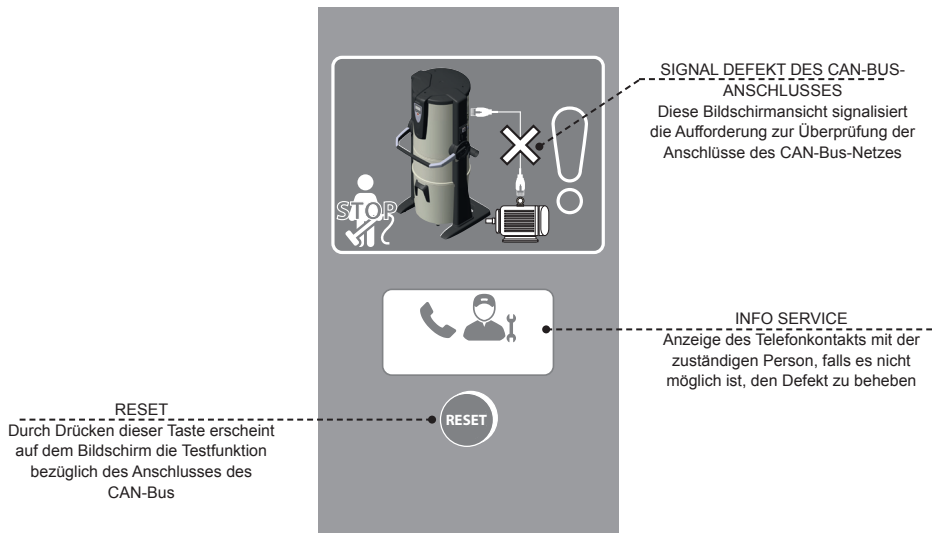 SIGNAL DEFEKT DES CAN-BUS-
ANSCHLUSSES
Diese Bildschirmansicht signalisiert
die Aufforderung zur Überprüfung der
Anschlüsse des CAN-Bus-Netzes
STOP
INFO SERVICE
Anzeige des Telefonkontakts mit der
zuständigen Person, falls es nicht
möglich ist, den Defekt zu beheben
RESET
Durch Drücken dieser Taste erscheint
auf dem Bildschirm die Testfunktion
bezüglich des Anschlusses des
CAN-Bus
RESET